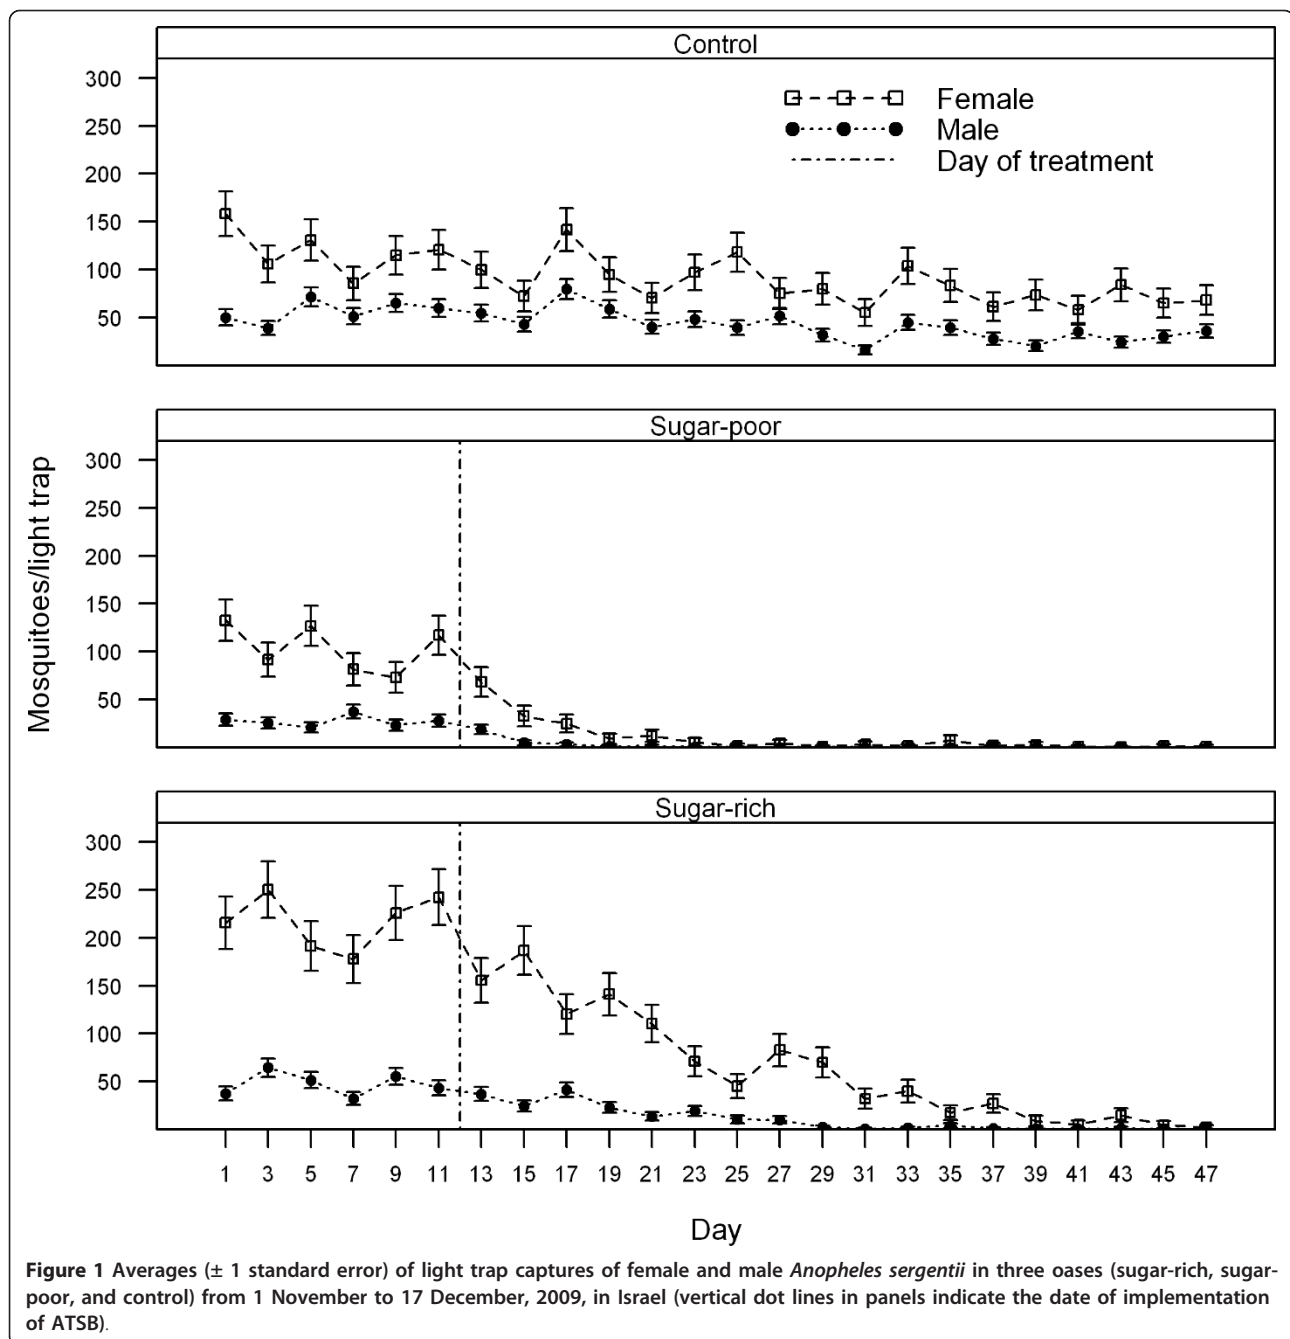 Control
300
250
200
150
100
50
Female
Male
Day of treatment
Sugar-poor
300
250
200
150
100
50
Mosquitoes/light trap
Sugar-rich
300
250
200
150
100
50
1 3 5 7 9 11 13 15 17 19 21 23 25 27 29 31 33 35 37 39 41 43 45 47
Day
Figure 1 Averages (± 1 standard error) of light trap captures of female and male Anopheles sergentii in three oases (sugar-rich, sugar-
poor, and control) from 1 November to 17 December, 2009, in Israel (vertical dot lines in panels indicate the date of implementation
of ATSB).